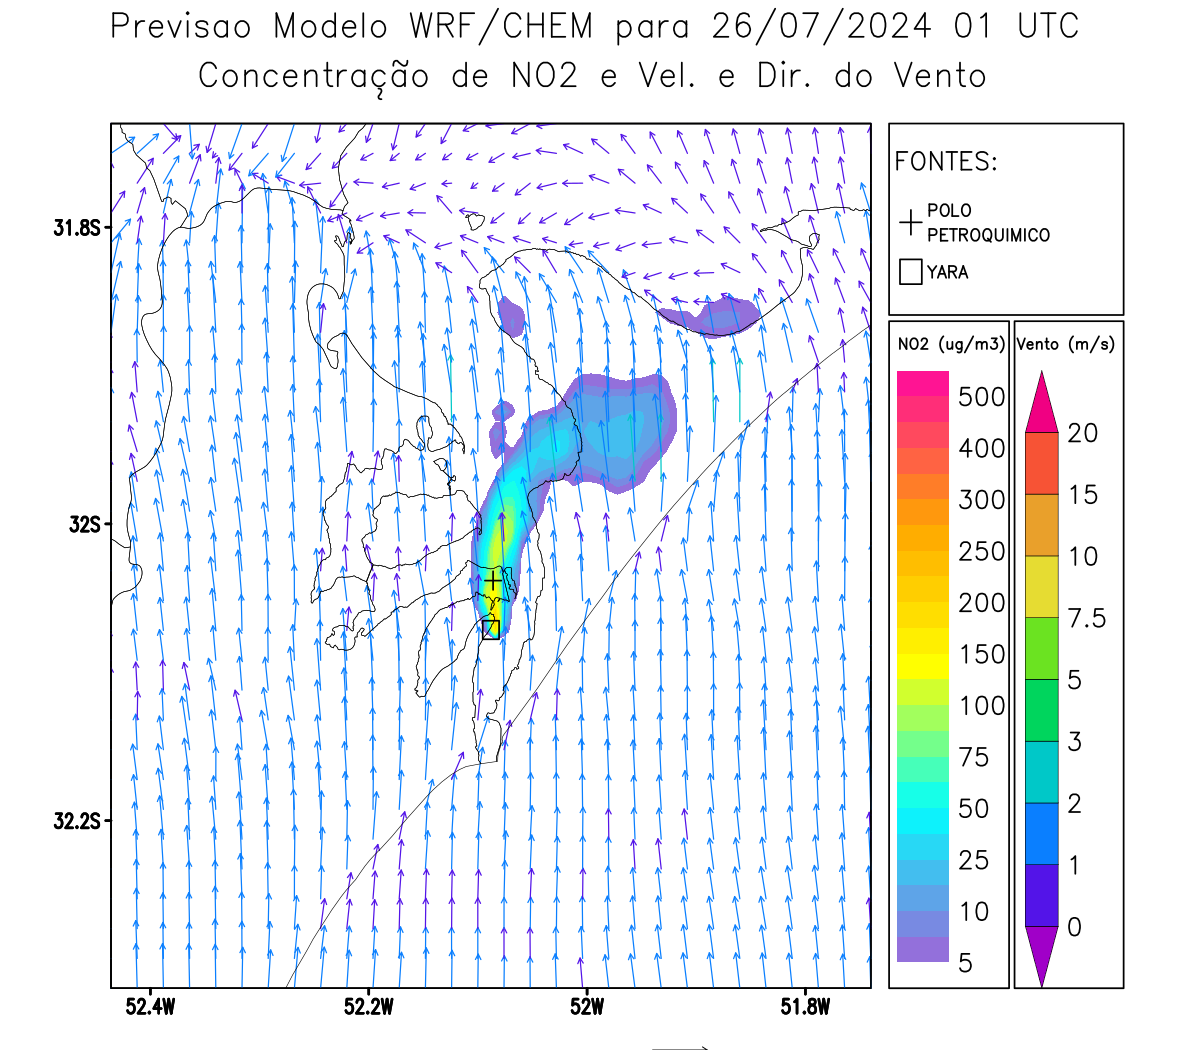 Previsao Modelo WRF/CHEM para 26/07/2024 01 UTC
Concentração de NO2 e Vel. e Dir. do Vento
FONTES:
POLO
PETROQUIMICO
YARA
NO2 (ug/m3)
500
400
300
250
200
150
100
75
50
25
10
5
Vento (m/s)
20
15
10
7.5
5
3
2
1
0
31.8S
32S
32.2S
52.4W
52.2W
52W
51.8W